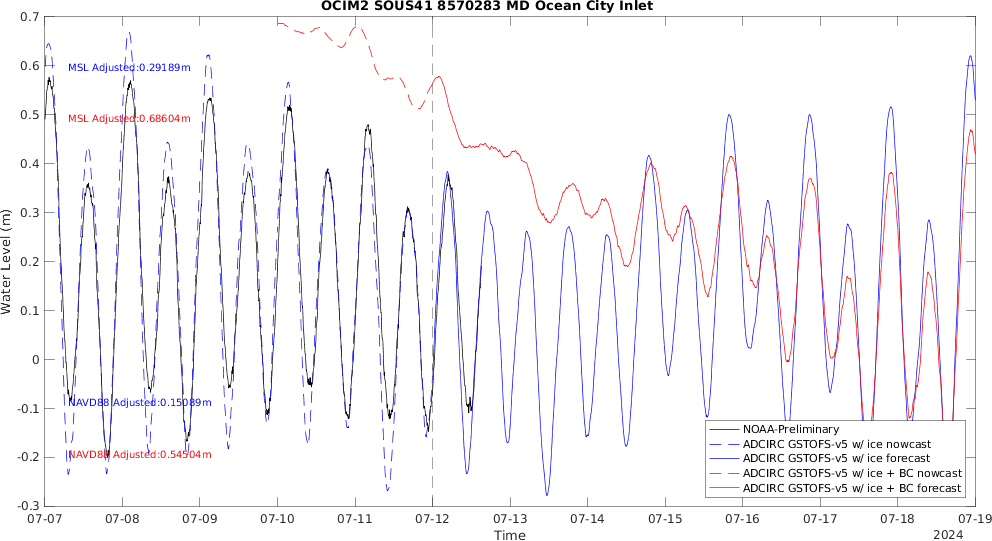 OCIM2 SOUS41 8570283 MD Ocean City Inlet
0.7
0.6
0.5
0.4
0.3
0.2
0.1
0
-0.1
-0.2
-0.3
Water Level (m)
MSL Adjusted:0.29189m
MSL Adjusted:0.68604m
NAVD88 Adjusted:0.15089m
NAVD88 Adjusted:0.54504m
NOAA-Preliminary
ADCIRC GSTOFS-v5 w/ ice nowcast
ADCIRC GSTOFS-v5 w/ ice forecast
ADCIRC GSTOFS-v5 w/ ice + BC nowcast
ADCIRC GSTOFS-v5 w/ ice + BC forecast
07-07 07-08 07-09 07-10 07-11 07-12 07-13 07-14 07-15 07-16 07-17 07-18 07-19
Time
2024